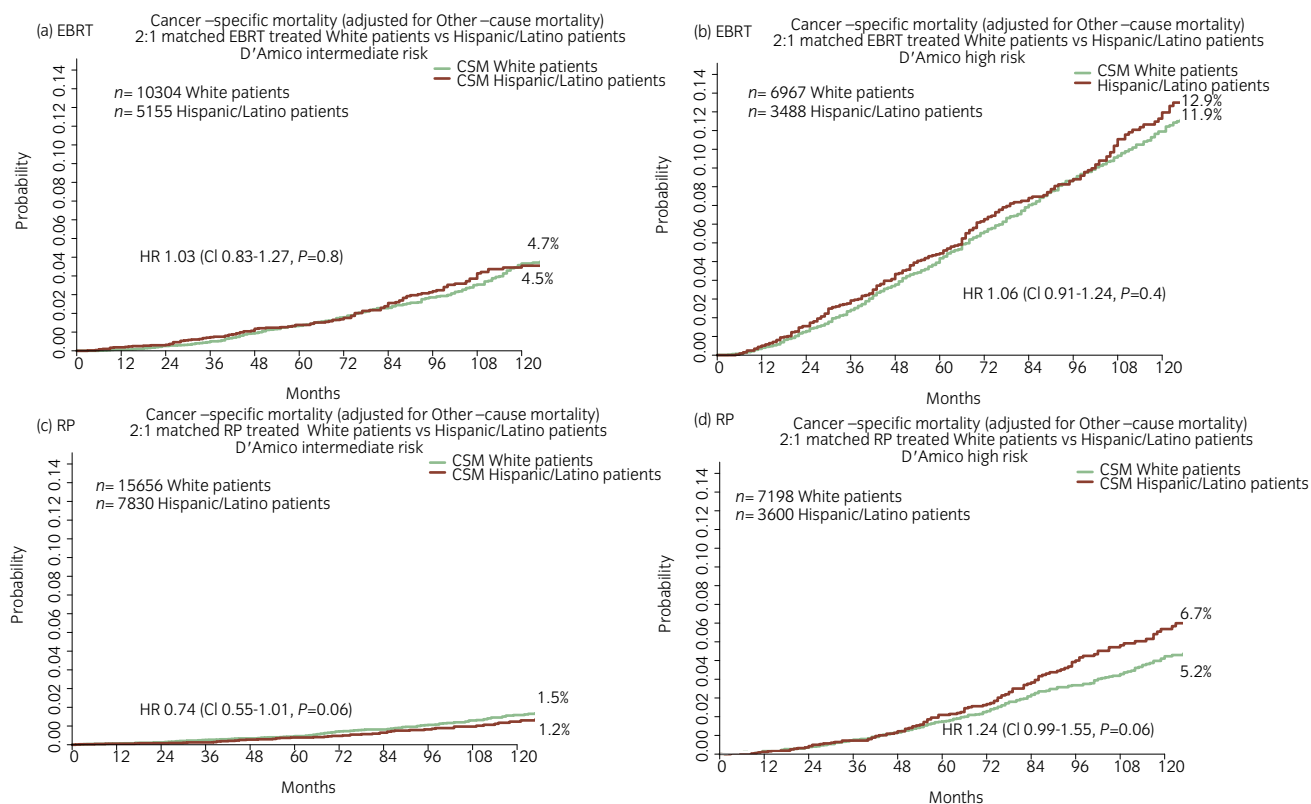 (a) EBRT
Cancer –specific mortality (adjusted for Other –cause mortality)
2:1 matched EBRT treated White patients vs Hispanic/Latino patients
D'Amico intermediate risk
CSM White patients
CSM Hispanic/Latino patients
n= 10304 White patients
n= 5155 Hispanic/Latino patients
Probability
0.00 0.02 0.04 0.06 0.08 0.10 0.12 0.14
HR 1.03 (CI 0.83-1.27, P=0.8)
4.7%
4.5%
0 12 24 36 48 60 72 84 96 108 120
Months
(b) EBRT
Cancer –specific mortality (adjusted for Other –cause mortality)
2:1 matched EBRT treated White patients vs Hispanic/Latino patients
D'Amico high risk
CSM White patients
Hispanic/Latino patients
n= 6967 White patients
n= 3488 Hispanic/Latino patients
12.9%
11.9%
Probability
0.00 0.02 0.04 0.06 0.08 0.10 0.12 0.14
HR 1.06 (CI 0.91-1.24, P=0.4)
0 12 24 36 48 60 72 84 96 108 120
Months
(c) RP
Cancer –specific mortality (adjusted for Other –cause mortality)
2:1 matched RP treated White patients vs Hispanic/Latino patients
D'Amico intermediate risk
CSM White patients
CSM Hispanic/Latino patients
n= 15656 White patients
n= 7830 Hispanic/Latino patients
Probability
0.00 0.02 0.04 0.06 0.08 0.10 0.12 0.14
HR 0.74 (CI 0.55-1.01, P=0.06)
1.5%
1.2%
0 12 24 36 48 60 72 84 96 108 120
Months
(d) RP
Cancer –specific mortality (adjusted for Other –cause mortality)
2:1 matched RP treated White patients vs Hispanic/Latino patients
D'Amico high risk
CSM White patients
CSM Hispanic/Latino patients
n= 7198 White patients
n= 3600 Hispanic/Latino patients
Probability
0.00 0.02 0.04 0.06 0.08 0.10 0.12 0.14
6.7%
5.2%
HR 1.24 (CI 0.99-1.55, P=0.06)
0 12 24 36 48 60 72 84 96 108 120
Months